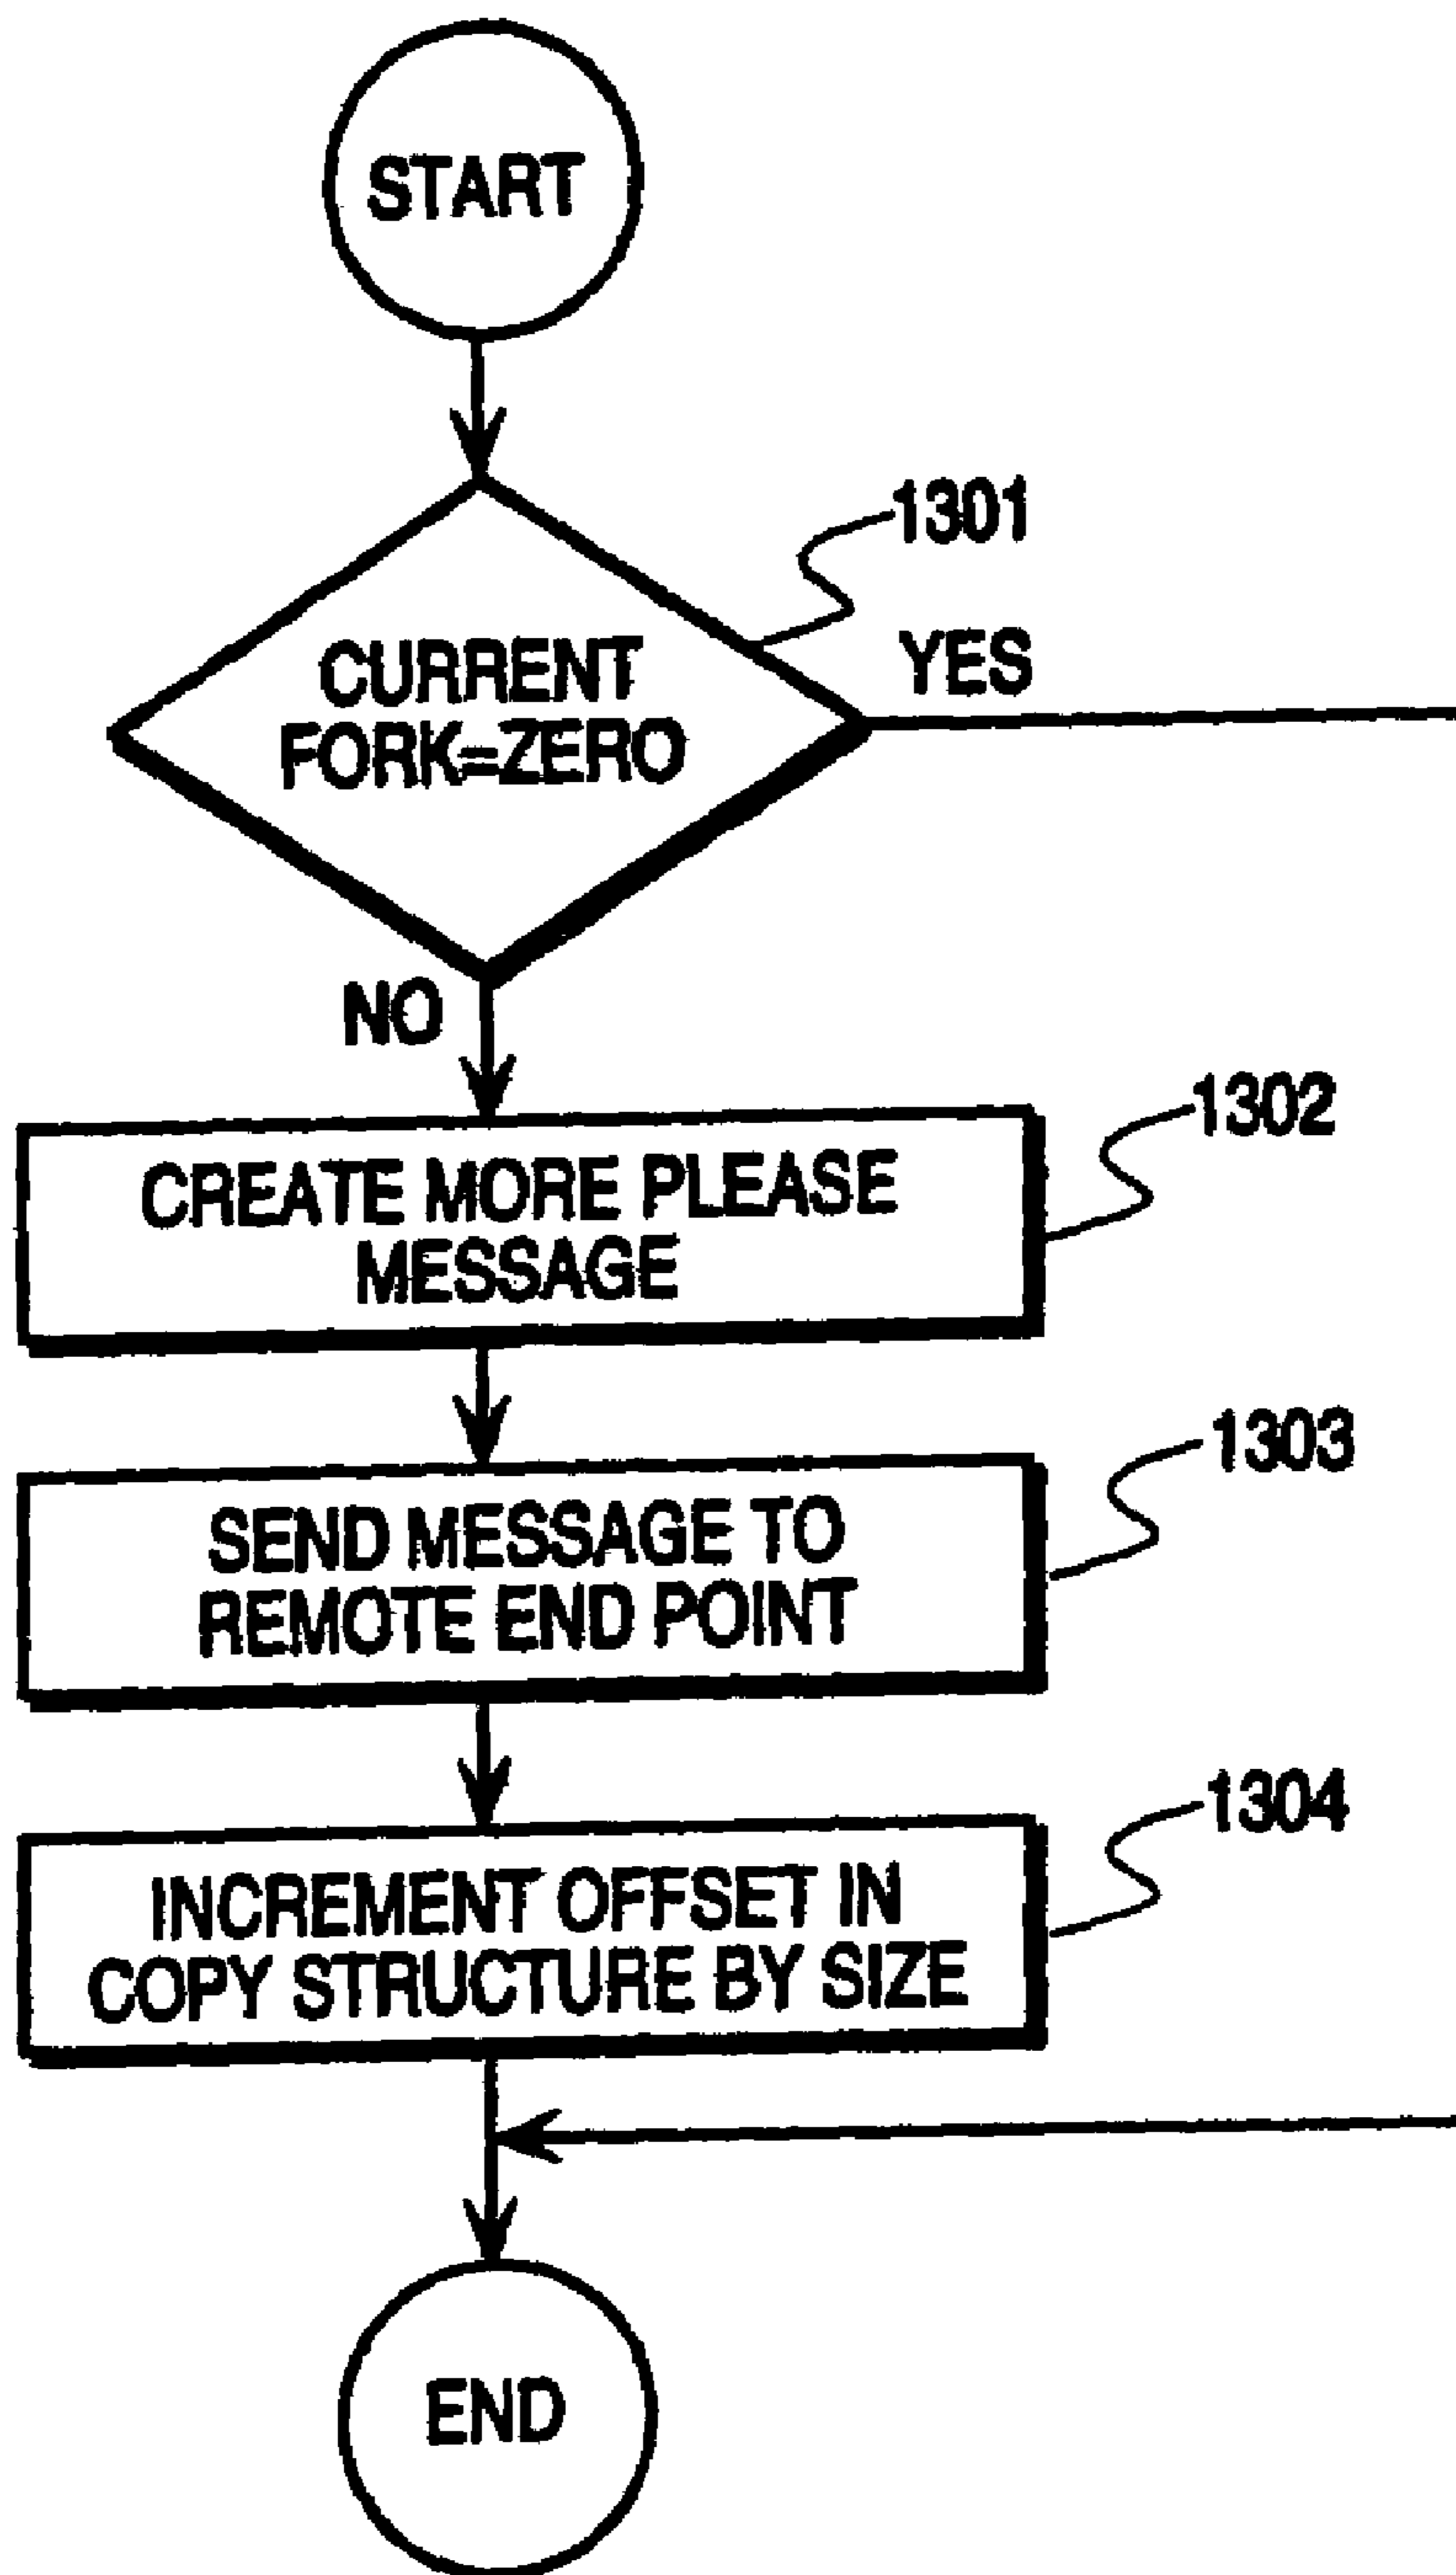 START
1301
YES
CURRENT
FORK=ZERO
NO
1302
CREATE MORE PLEASE
MESSAGE
1303
SEND MESSAGE TO
REMOTE END POINT
1304
INCREMENT OFFSET IN
COPY STRUCTURE BY SIZE
END